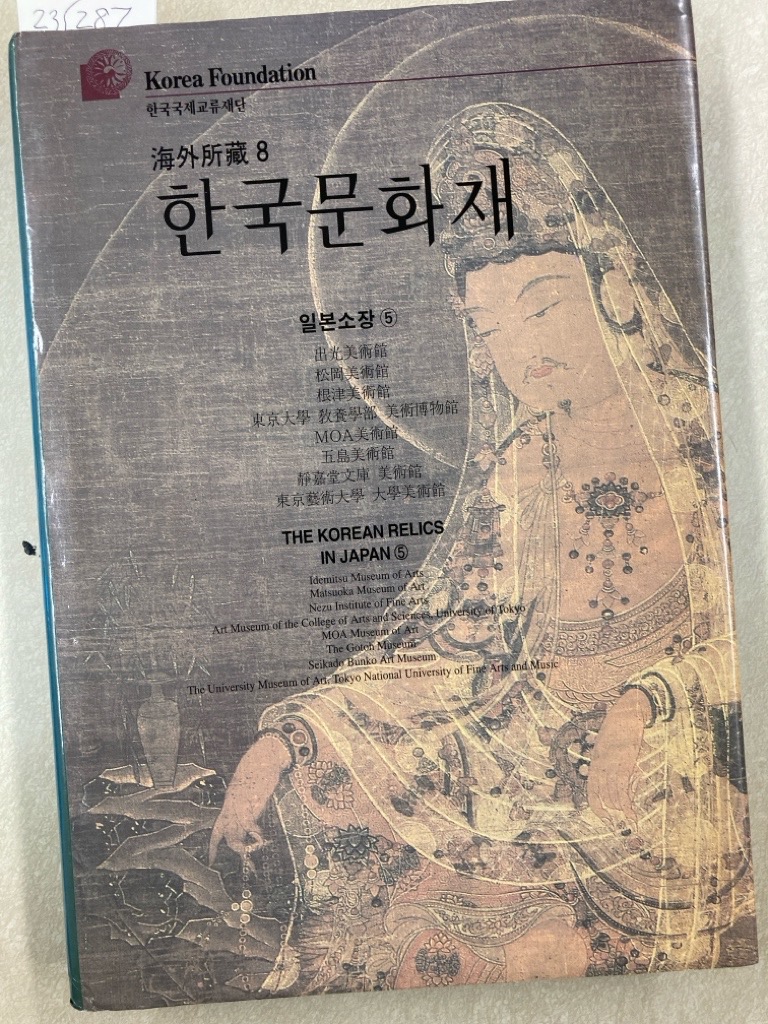 23/287
Korea Foundation
한국국제교류재단
海外所藏 8
한국문화재
일본소장 ⑤
出光美術館
松岡美術館
根津美術館
東京大學 敎養學部 美術博物館
MOA美術館
五島美術館
靜嘉堂文庫 美術館
東京藝術大學 大學美術館
THE KOREAN RELICS
IN JAPAN ⑤
Idemitsu Museum of Arts
Matsuoka Museum of Art
Nezu Institute of Fine Arts
Art Museum of the College of Arts and Sciences, University of Tokyo
MOA Museum of Art
The Gotoh Museum
Seikado Bunko Art Museum
The University Museum of Art, Tokyo National University of Fine Arts and Music